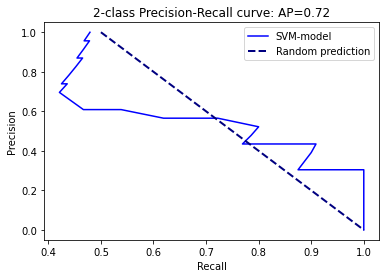 2-class Precision-Recall curve: AP=0.72
SVM-model
Random prediction
Precision
1.0
0.8
0.6
0.4
0.2
0.0
0.4 0.5 0.6 0.7 0.8 0.9 1.0
Recall